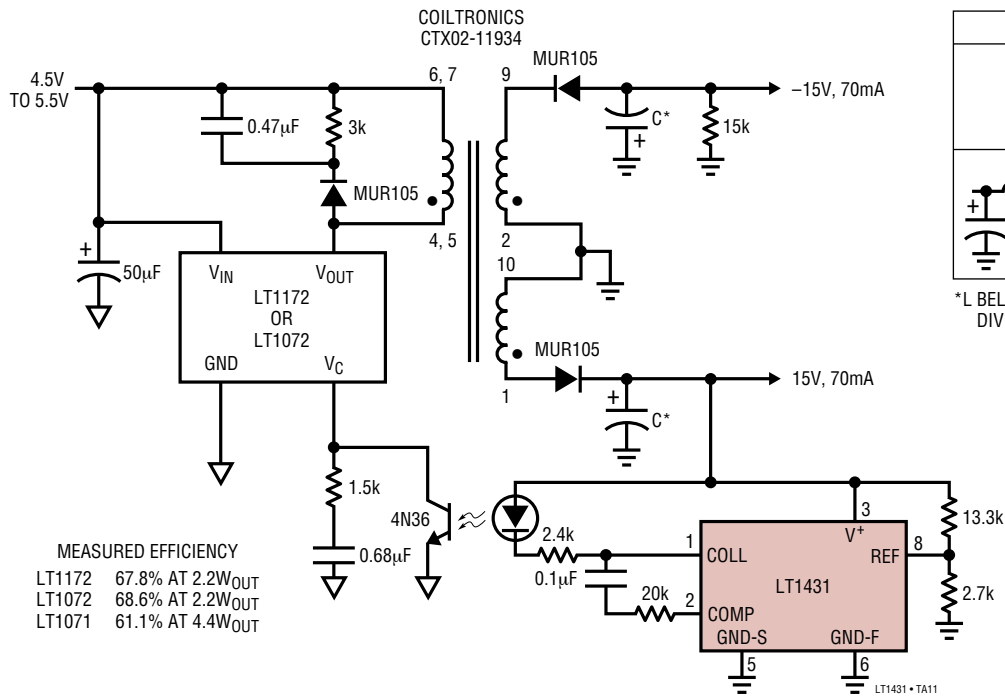 COILTRONICS
CTX02-11934
4.5V
TO 5.5V
0.47µF
3k
MUR105
6, 7
4, 5
9
2
10
1
MUR105
C*
+
15k
–15V, 70mA
+
50µF
VIN
VOUT
LT1172
OR
LT1072
GND
VC
MUR105
+
C*
15V, 70mA
1.5k
0.68µF
4N36
2.4k
0.1µF
20k
1
COLL
2
COMP
3
V+
REF
8
LT1431
GND-S
GND-F
5
6
13.3k
2.7k
MEASURED EFFICIENCY
LT1172 67.8% AT 2.2WOUT
LT1072 68.6% AT 2.2WOUT
LT1071 61.1% AT 4.4WOUT
+
*L BEL
DIV
LT1431 • TA11